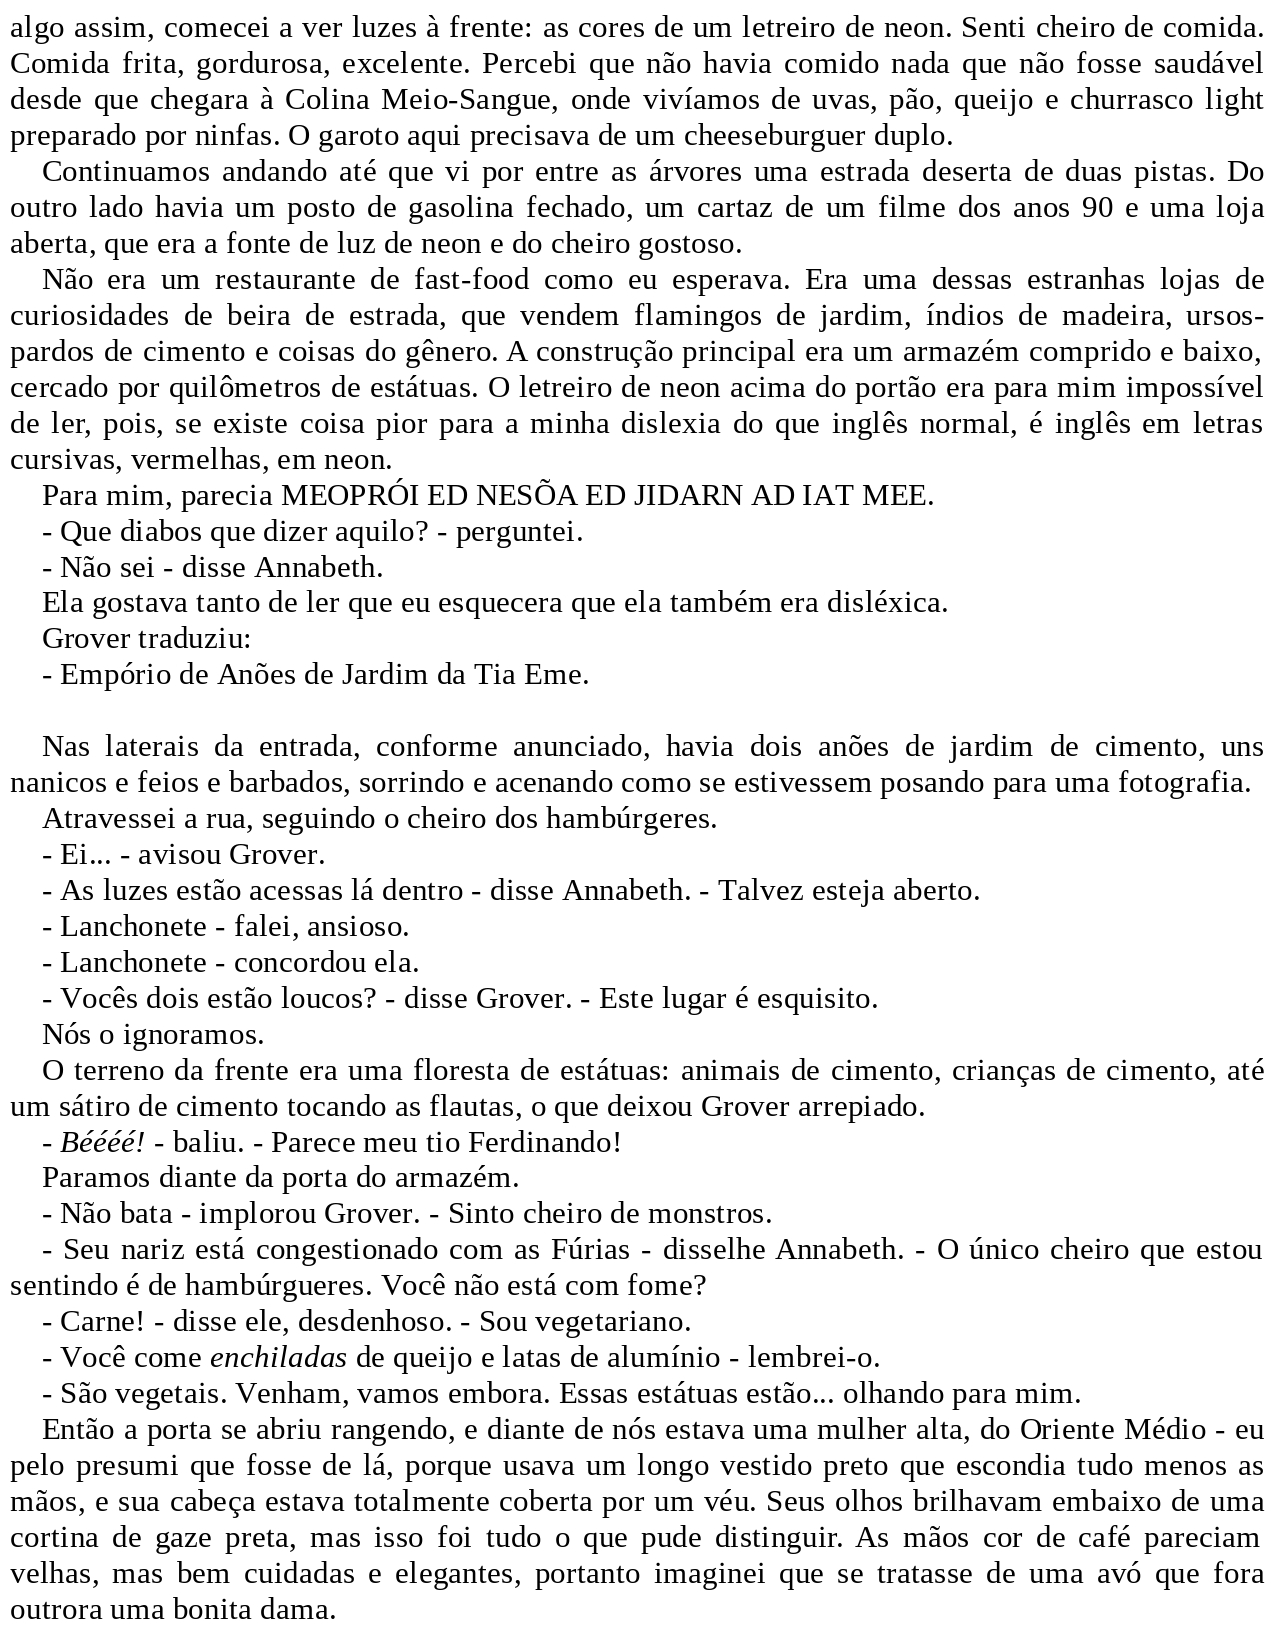 algo assim, comecei a ver luzes à frente: as cores de um letreiro de neon. Senti cheiro de comida.
Comida frita, gordurosa, excelente. Percebi que não havia comido nada que não fosse saudável
desde que chegara à Colina Meio-Sangue, onde vivíamos de uvas, pão, queijo e churrasco light
preparado por ninfas. O garoto aqui precisava de um cheeseburguer duplo.
Continuamos andando até que vi por entre as árvores uma estrada deserta de duas pistas. Do
outro lado havia um posto de gasolina fechado, um cartaz de um filme dos anos 90 e uma loja
aberta, que era a fonte de luz de neon e do cheiro gostoso.
Não era um restaurante de fast-food como eu esperava. Era uma dessas estranhas lojas de
curiosidades de beira de estrada, que vendem flamingos de jardim, índios de madeira, ursos-
pardos de cimento e coisas do gênero. A construção principal era um armazém comprido e baixo,
cercado por quilômetros de estátuas. O letreiro de neon acima do portão era para mim impossível
de ler, pois, se existe coisa pior para a minha dislexia do que inglês normal, é inglês em letras
cursivas, vermelhas, em neon.
Para mim, parecia MEOPRÓI ED NESÕA ED JIDARN AD IAT MEE.
- Que diabos que dizer aquilo? - perguntei.
- Não sei - disse Annabeth.
Ela gostava tanto de ler que eu esquecera que ela também era disléxica.
Grover traduziu:
- Empório de Anões de Jardim da Tia Eme.
Nas laterais da entrada, conforme anunciado, havia dois anões de jardim de cimento, uns
nanicos e feios e barbados, sorrindo e acenando como se estivessem posando para uma fotografia.
Atravessei a rua, seguindo o cheiro dos hambúrgeres.
- Ei... - avisou Grover.
- As luzes estão acessas lá dentro - disse Annabeth. - Talvez esteja aberto.
- Lanchonete - falei, ansioso.
- Lanchonete - concordou ela.
- Vocês dois estão loucos? - disse Grover. - Este lugar é esquisito.
Nós o ignoramos.
O terreno da frente era uma floresta de estátuas: animais de cimento, crianças de cimento, até
um sátiro de cimento tocando as flautas, o que deixou Grover arrepiado.
- Béééé! - baliu. - Parece meu tio Ferdinando!
Paramos diante da porta do armazém.
- Não bata - implorou Grover. - Sinto cheiro de monstros.
- Seu nariz está congestionado com as Fúrias - disselhe Annabeth. - O único cheiro que estou
sentindo é de hambúrgueres. Você não está com fome?
- Carne! - disse ele, desdenhoso. - Sou vegetariano.
- Você come enchiladas de queijo e latas de alumínio - lembrei-o.
- São vegetais. Venham, vamos embora. Essas estátuas estão... olhando para mim.
Então a porta se abriu rangendo, e diante de nós estava uma mulher alta, do Oriente Médio - eu
pelo presumi que fosse de lá, porque usava um longo vestido preto que escondia tudo menos as
mãos, e sua cabeça estava totalmente coberta por um véu. Seus olhos brilhavam embaixo de uma
cortina de gaze preta, mas isso foi tudo o que pude distinguir. As mãos cor de café pareciam
velhas, mas bem cuidadas e elegantes, portanto imaginei que se tratasse de uma avó que fora
outrora uma bonita dama.